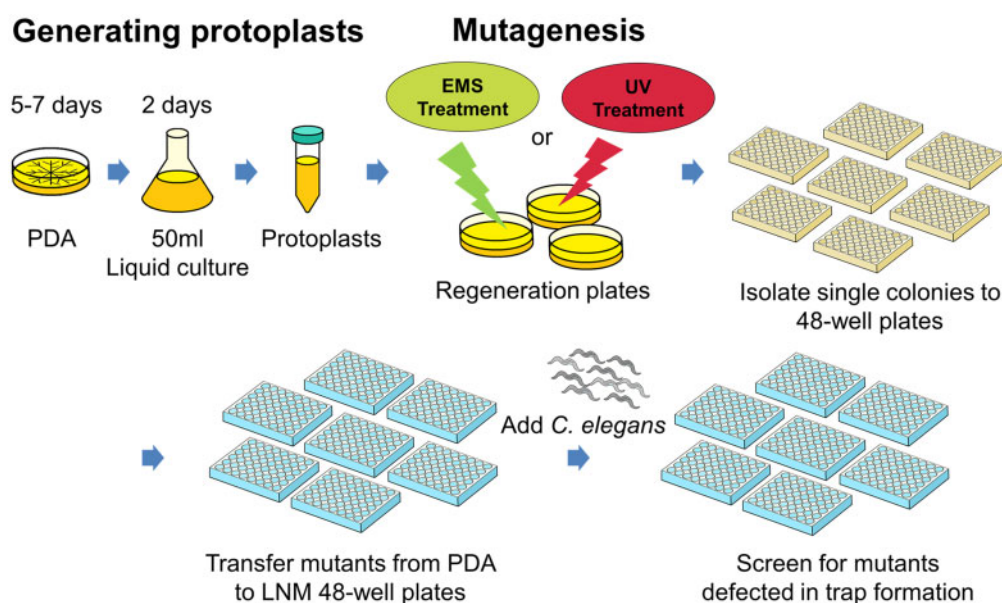 Generating protoplasts
Mutagenesis
5-7 days
2 days
EMS
Treatment
or
UV
Treatment
PDA
50ml
Liquid culture
Protoplasts
Regeneration plates
Isolate single colonies to
48-well plates
Add C. elegans
Transfer mutants from PDA
to LNM 48-well plates
Screen for mutants
defected in trap formation